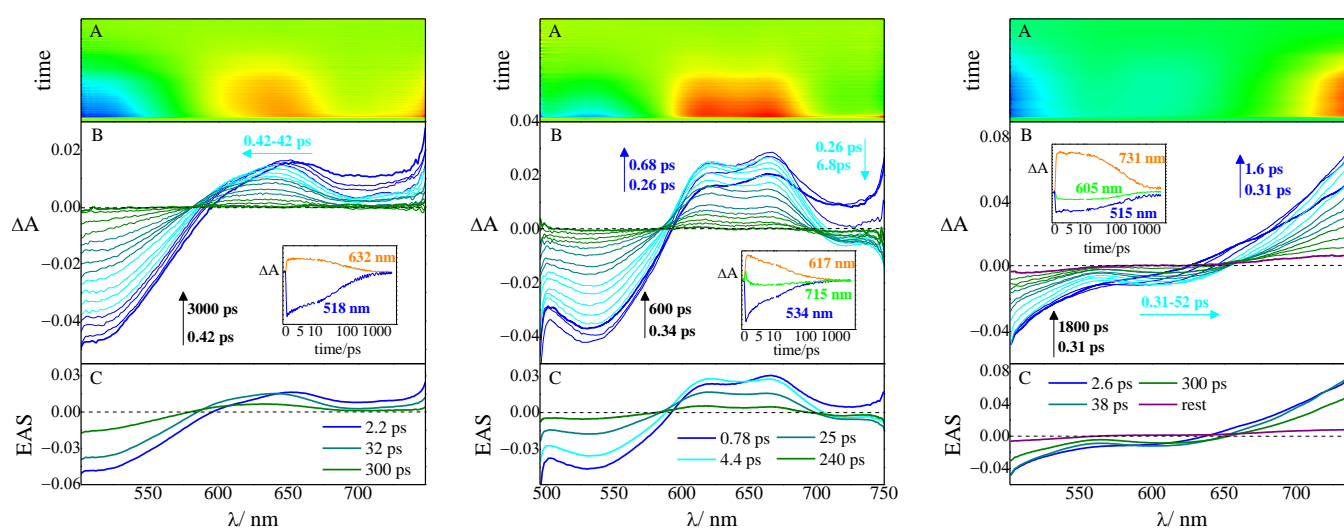 A
time
B
0.02
0.00
−0.02
−0.04
ΔA
0.42-42 ps
3000 ps
0.42 ps
ΔA
632 nm
518 nm
0 5 10 100 1000
time/ps
C
0.03
0.00
−0.03
−0.06
EAS
2.2 ps
32 ps
300 ps
550 600 650 700
λ/ nm
A
time
B
0.04
0.02
0.00
−0.02
−0.04
ΔA
0.68 ps
0.26 ps
0.26 ps
6.8ps
600 ps
0.34 ps
ΔA
617 nm
715 nm
534 nm
0 5 10 100 1000
time/ps
C
0.03
0.00
−0.03
EAS
0.78 ps
4.4 ps
25 ps
240 ps
500 550 600 650 700 750
λ/ nm
A
time
B
0.08
0.04
0.00
−0.04
ΔA
ΔA
731 nm
605 nm
515 nm
0 5 10 100 1000
time/ps
1.6 ps
0.31 ps
0.31-52 ps
1800 ps
0.31 ps
C
0.08
0.04
0.00
−0.04
EAS
2.6 ps
38 ps
300 ps
rest
550 600 650 700
λ/ nm